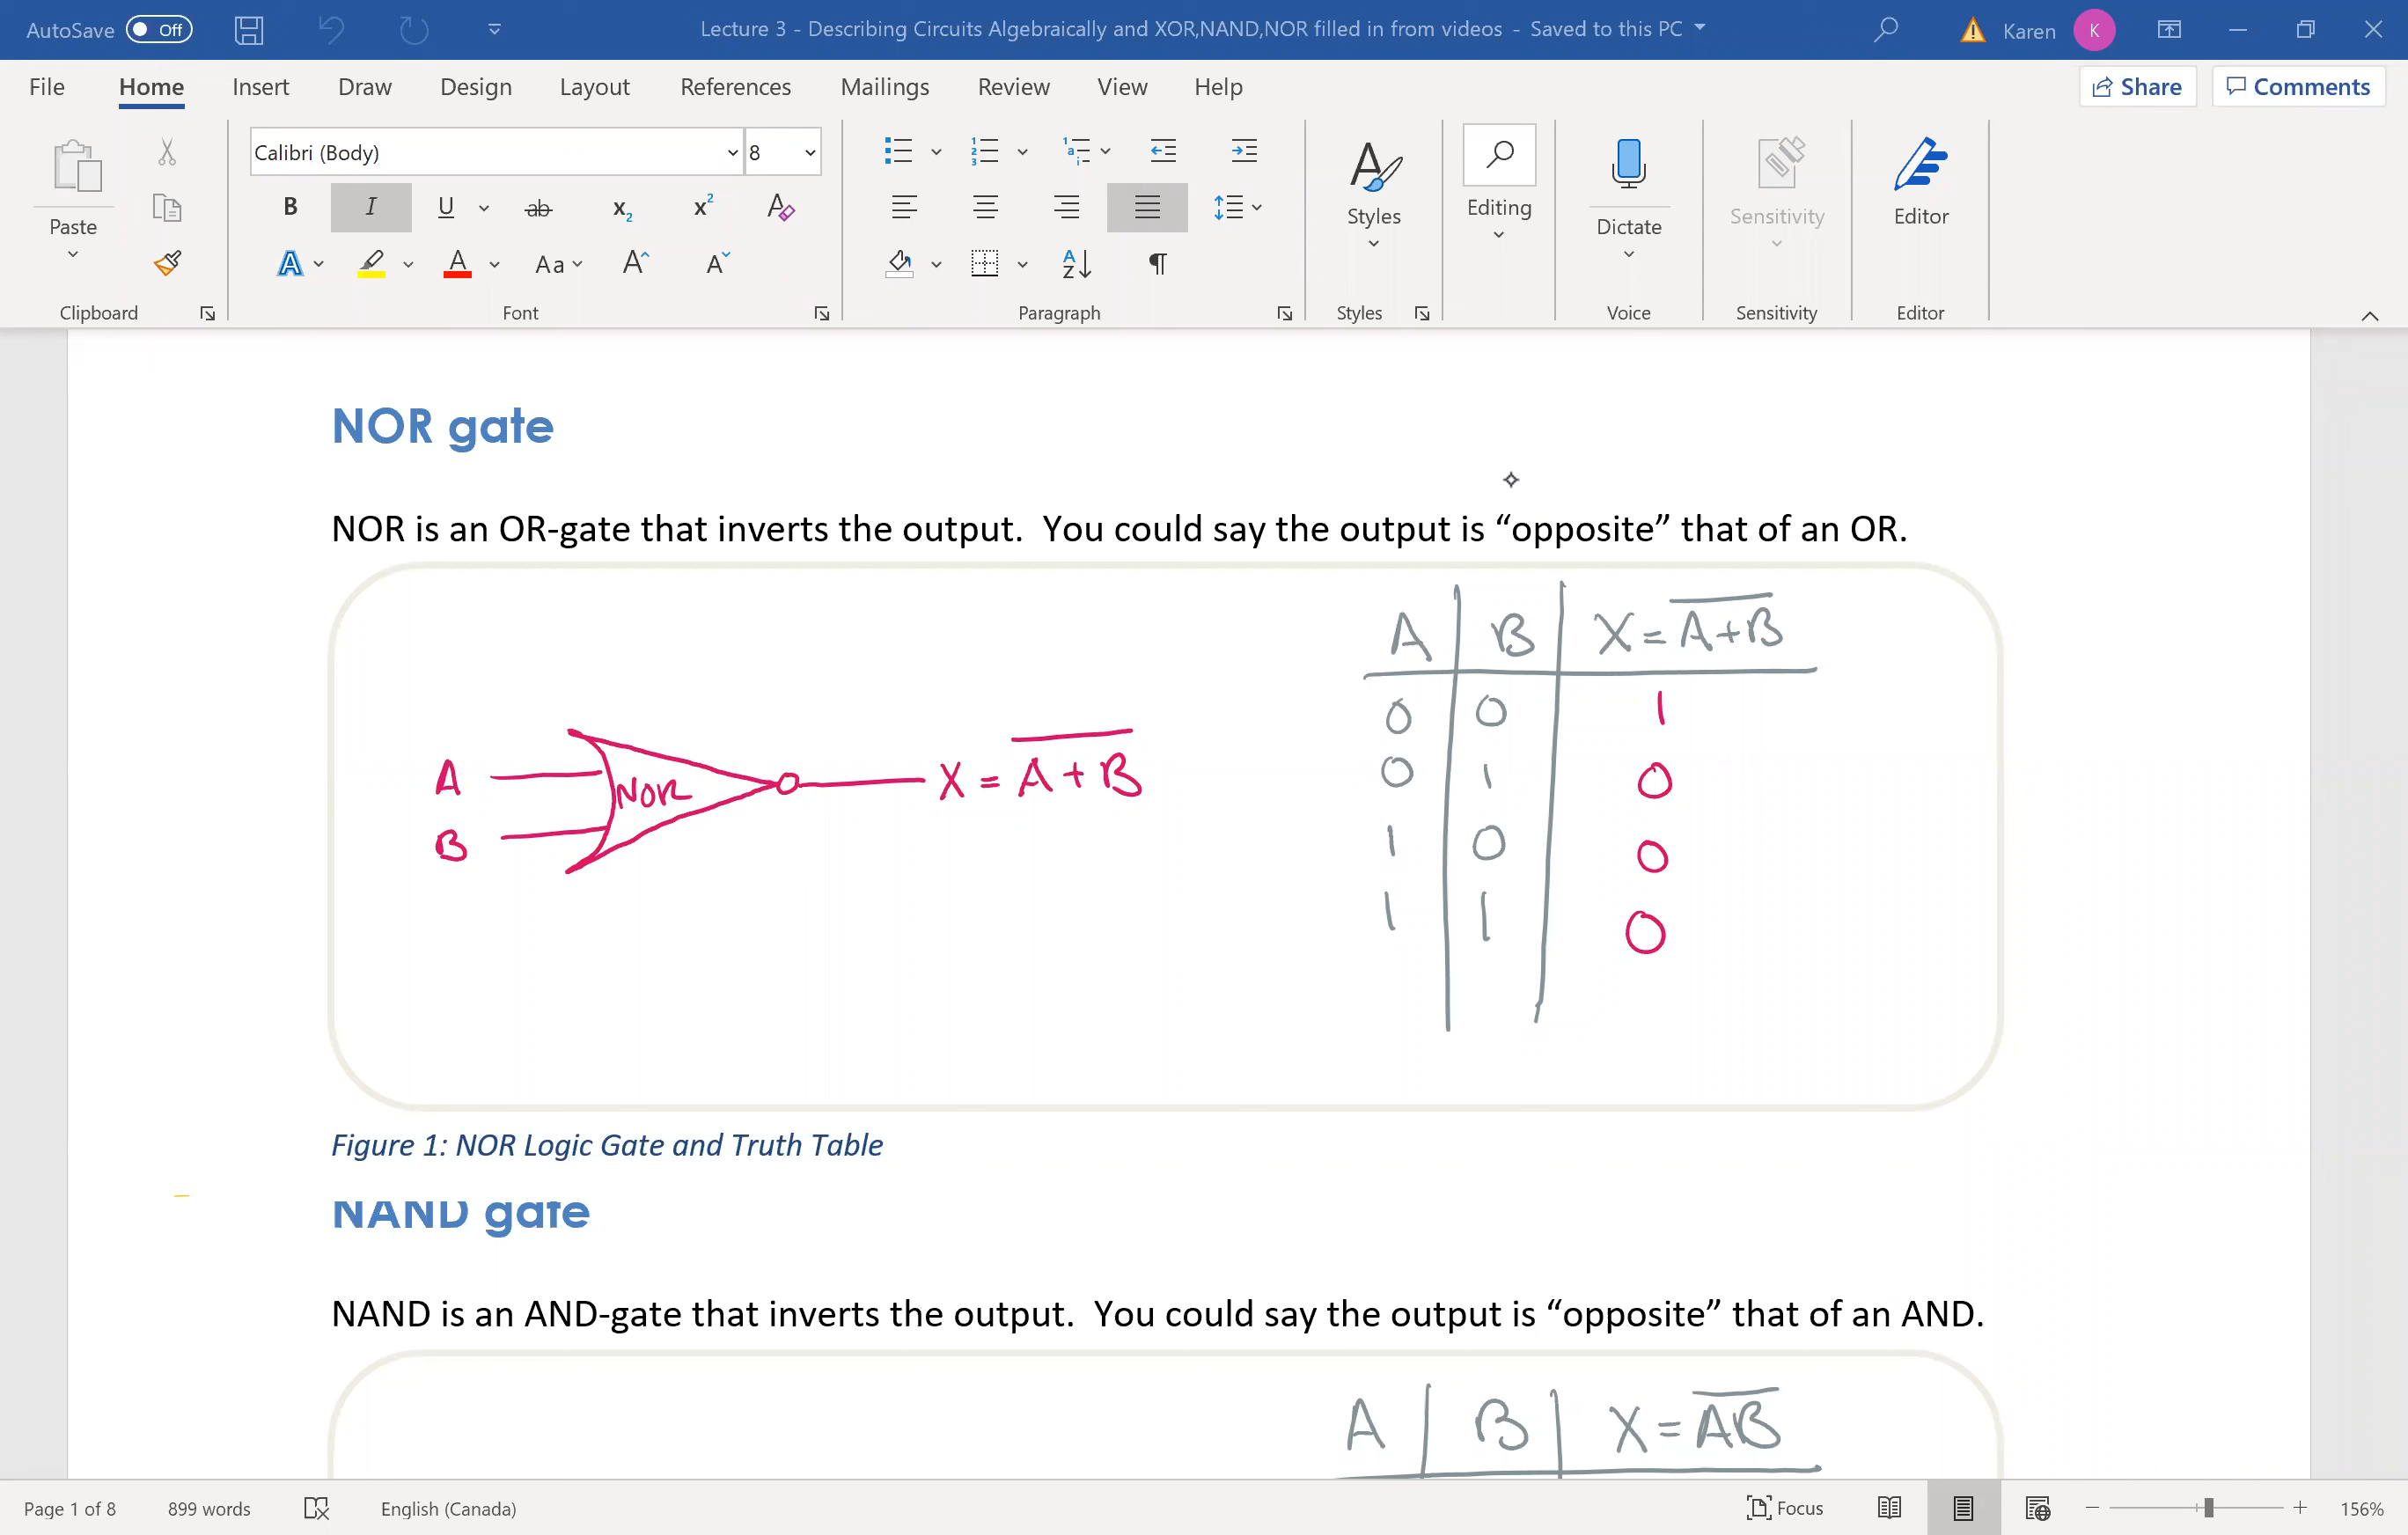 AutoSave Off Lecture 3 - Describing Circuits Algebraically and XOR,NAND,NOR filled in from videos - Saved to this PC Karen K
File Home Insert Draw Design Layout References Mailings Review View Help Share Comments
Paste
Calibri (Body) 8
Styles Editing Dictate Sensitivity Editor
Clipboard Font Paragraph Styles Voice Sensitivity Editor
NOR gate
NOR is an OR-gate that inverts the output. You could say the output is “opposite” that of an OR.
A
B
NOR
X = \overline{A + B}
A B X = \overline{A+B}
0 0 1
0 1 0
1 0 0
1 1 0
Figure 1: NOR Logic Gate and Truth Table
NAND gate
NAND is an AND-gate that inverts the output. You could say the output is “opposite” that of an AND.
A B X = \overline{AB}
Page 1 of 8 899 words English (Canada) Focus 156%